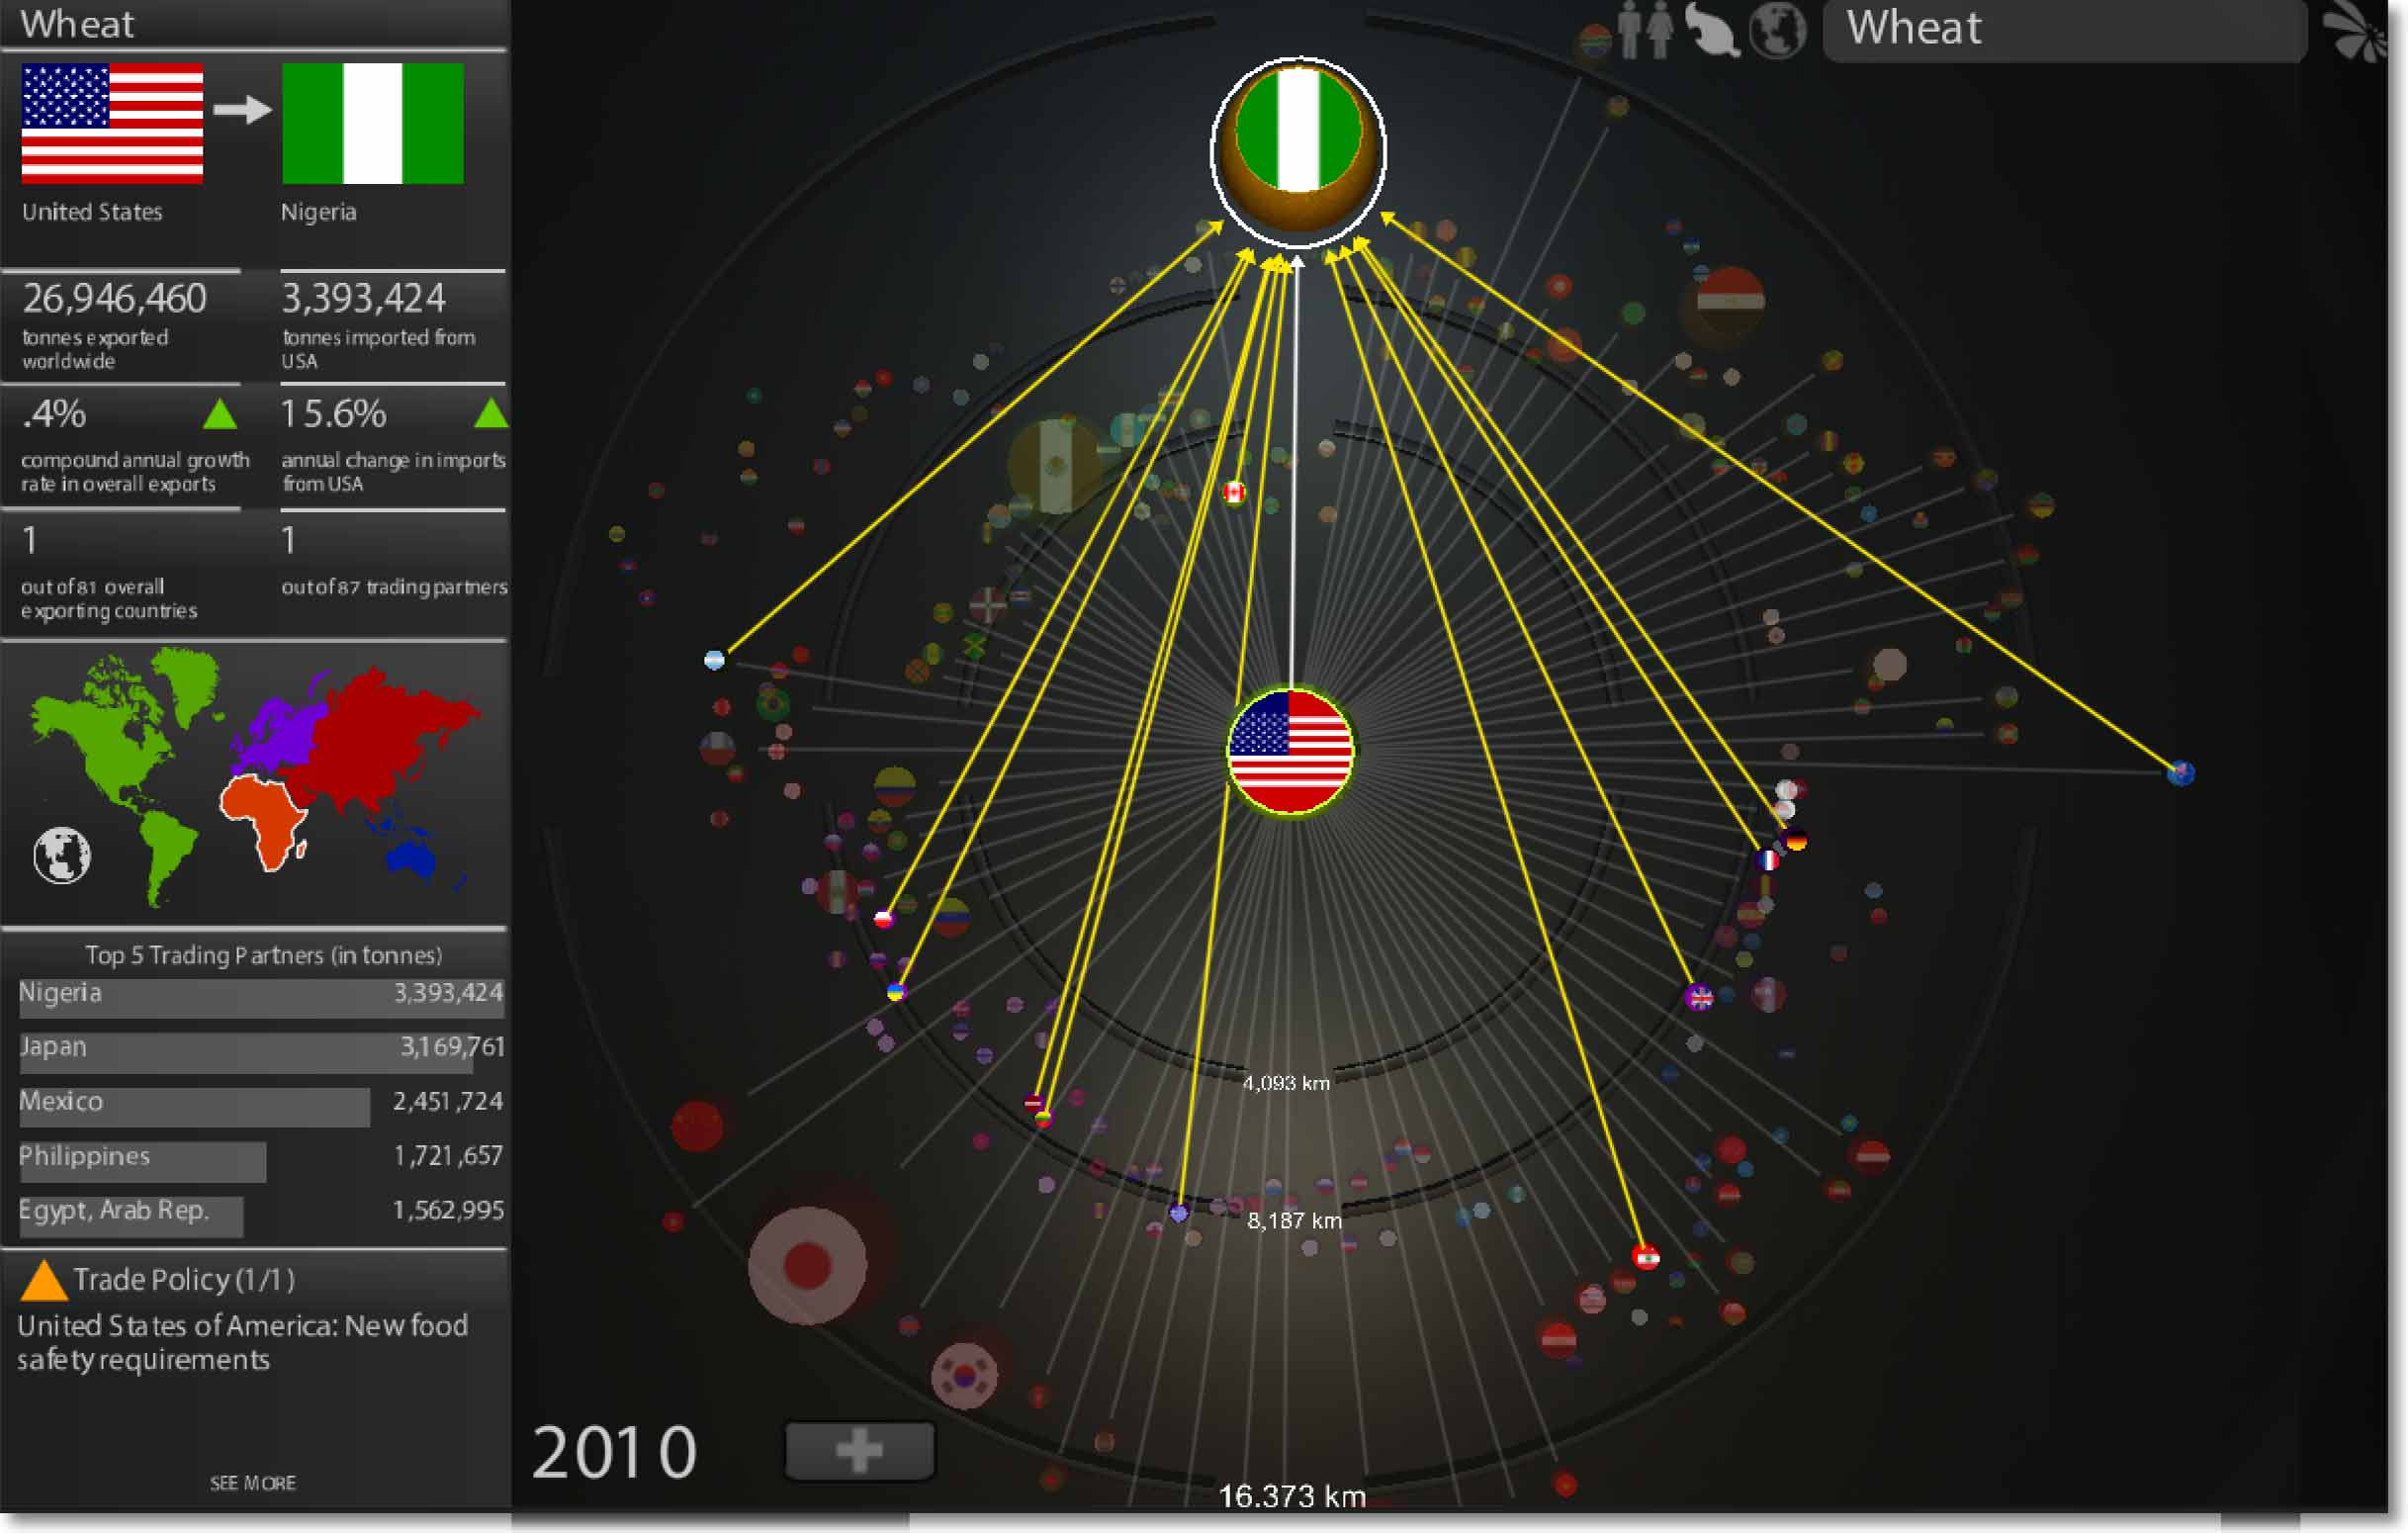 Wheat
Wheat
United States
Nigeria
26,946,460
tonnes exported
worldwide
3,393,424
tonnes imported from
USA
.4%
compound annual growth
rate in overall exports
15.6%
annual change in imports
from USA
1
out of 81 overall
exporting countries
1
out of 87 trading partners
Top 5 Trading Partners (in tonnes)
Nigeria 3,393,424
Japan 3,169,761
Mexico 2,451,724
Philippines 1,721,657
Egypt, Arab Rep. 1,562,995
Trade Policy (1/1)
United States of America: New food
safety requirements
SEE MORE
4,093 km
8,187 km
2010
16.373 km